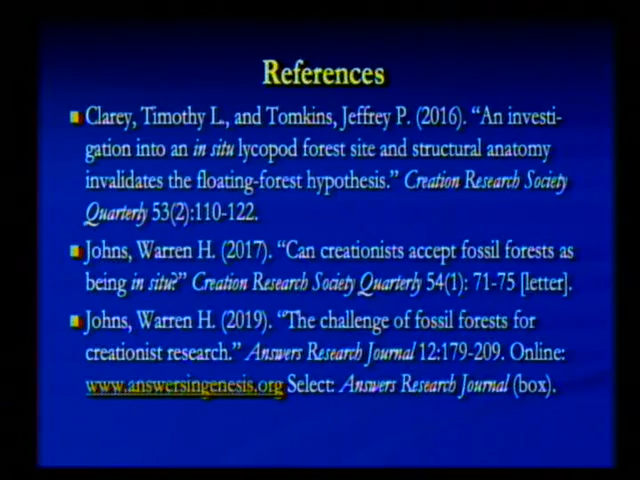 References
Clarey, Timothy L., and Tomkins, Jeffrey P. (2016). “An investi-
gation into an in situ lycopod forest site and structural anatomy
invalidates the floating-forest hypothesis.” Creation Research Society
Quarterly 53(2):110-122.
Johns, Warren H. (2017). “Can creationists accept fossil forests as
being in situ?” Creation Research Society Quarterly 54(1): 71-75 [letter].
Johns, Warren H. (2019). “The challenge of fossil forests for
creationist research.” Answers Research Journal 12:179-209. Online:
www.answersingenesis.org Select: Answers Research Journal (box).